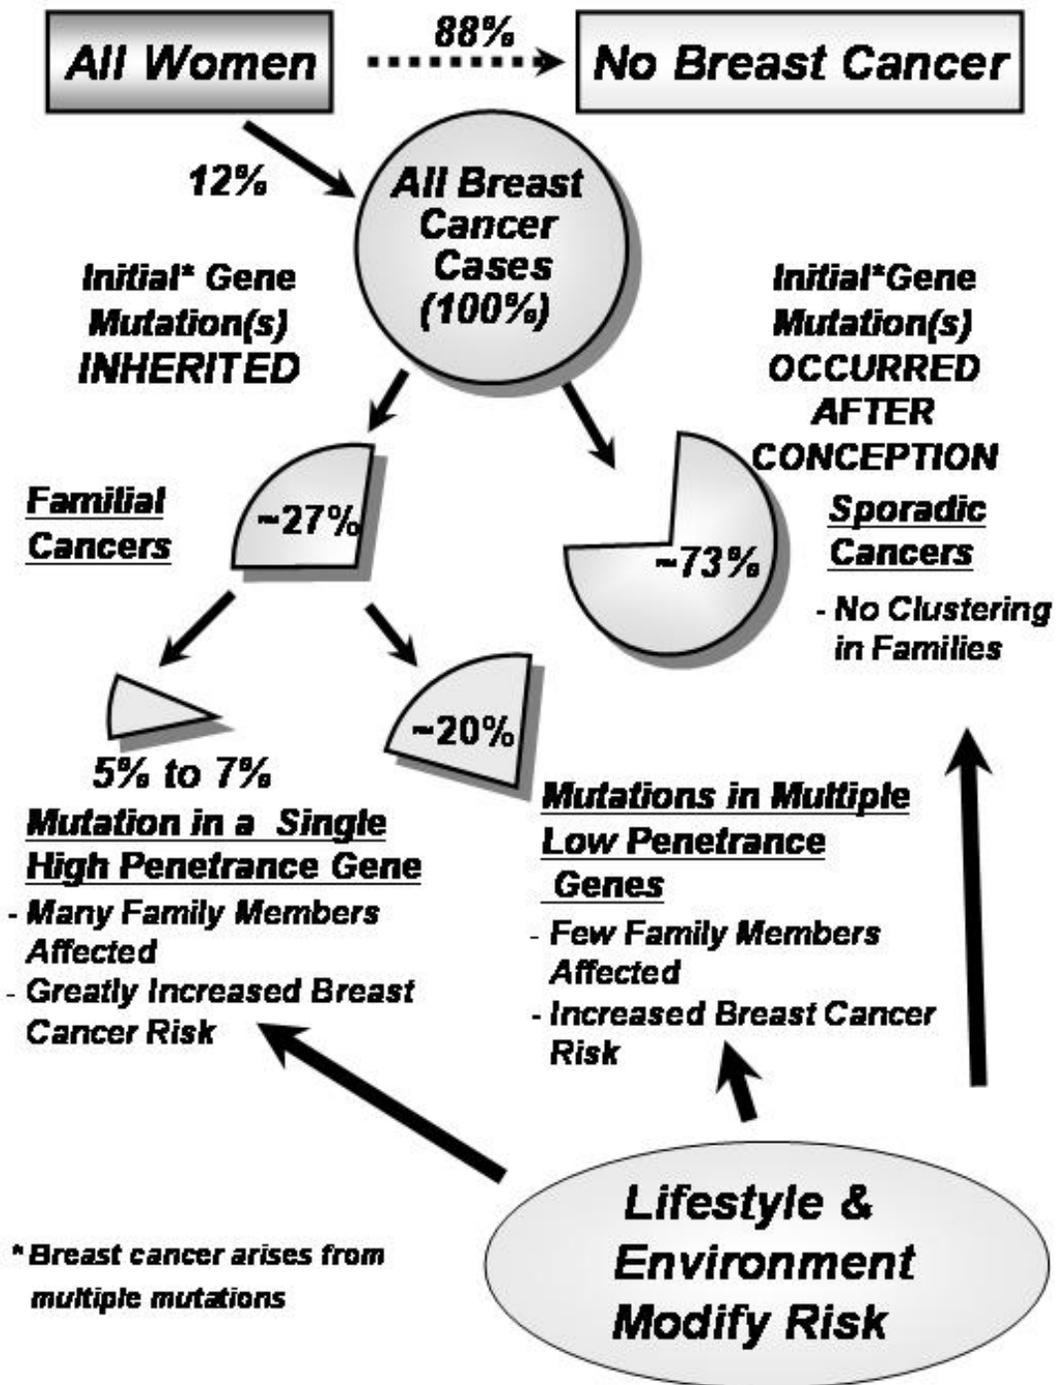 All Women
88%
No Breast Cancer
12%
All Breast
Cancer
Cases
(100%)
Initial* Gene
Mutation(s)
INHERITED
Initial*Gene
Mutation(s)
OCCURRED
AFTER
CONCEPTION
Familial
Cancers
~27%
~73%
Sporadic
Cancers
- No Clustering
in Families
5% to 7%
Mutation in a Single
High Penetrance Gene
- Many Family Members
Affected
- Greatly Increased Breast
Cancer Risk
~20%
Mutations in Multiple
Low Penetrance
Genes
- Few Family Members
Affected
- Increased Breast Cancer
Risk
Lifestyle &
Environment
Modify Risk
* Breast cancer arises from
multiple mutations